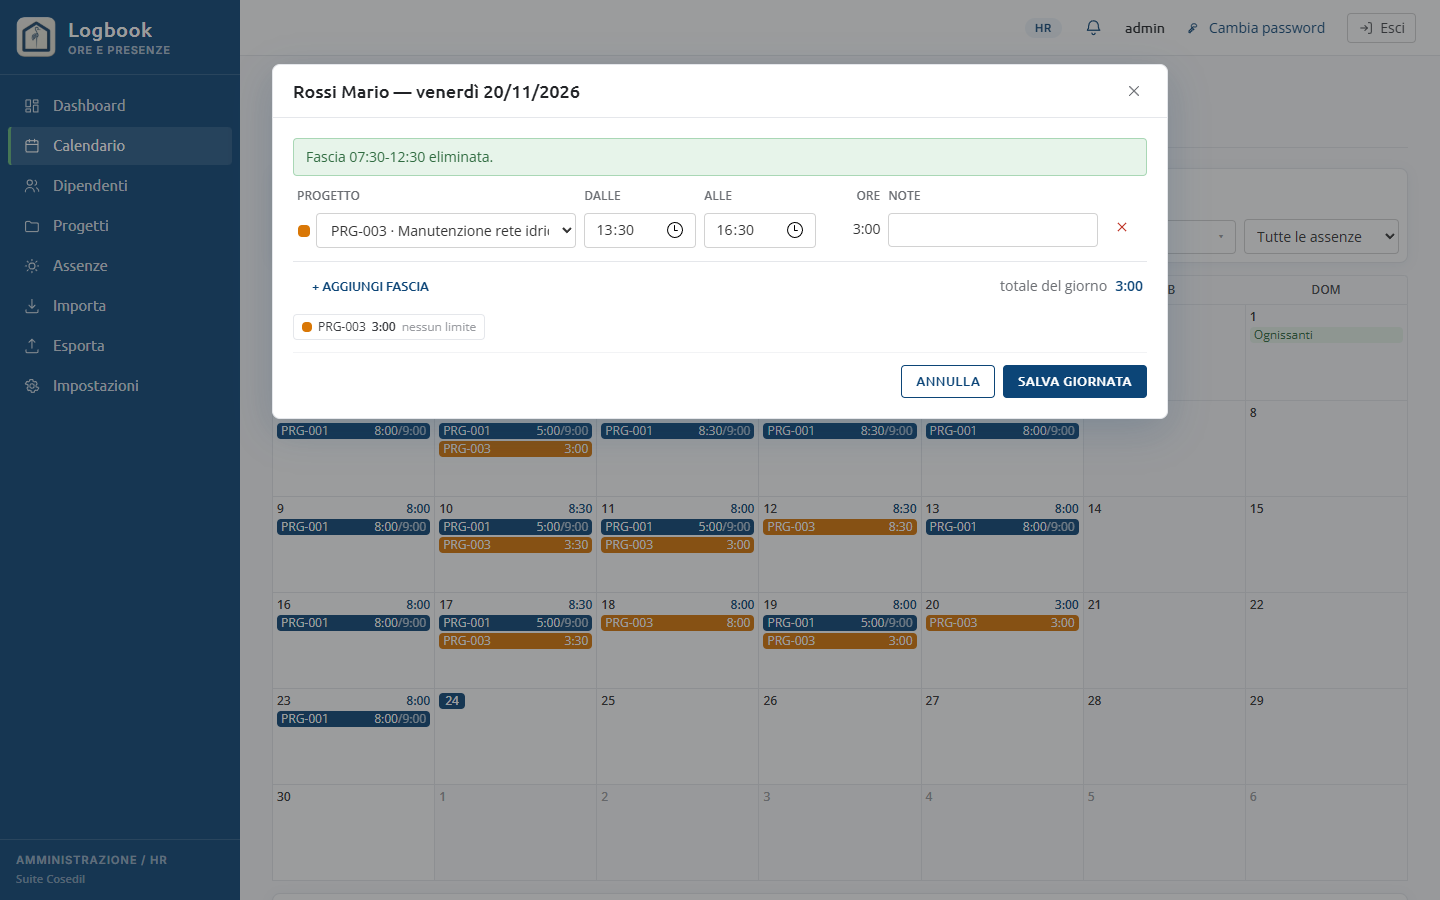 Logbook
ORE E PRESENZE
HR
admin
Cambia password
Esci
Dashboard
Calendario
Dipendenti
Progetti
Assenze
Importa
Esporta
Impostazioni
AMMINISTRAZIONE / HR
Suite Cosedil
Rossi Mario — venerdì 20/11/2026
Fascia 07:30-12:30 eliminata.
PROGETTO DALLE ALLE ORE NOTE
PRG-003 · Manutenzione rete idri 13:30 16:30 3:00
+ AGGIUNGI FASCIA totale del giorno 3:00
PRG-003 3:00 nessun limite
ANNULLA SALVA GIORNATA
Tutte le assenze
B DOM
1
Ognissanti
8
PRG-001 8:00/9:00 PRG-001 5:00/9:00 PRG-001 8:30/9:00 PRG-001 8:30/9:00 PRG-001 8:00/9:00
PRG-003 3:00
9 8:00 10 8:30 11 8:00 12 8:30 13 8:00 14 15
PRG-001 8:00/9:00 PRG-001 5:00/9:00 PRG-001 5:00/9:00 PRG-003 8:30 PRG-001 8:00/9:00
PRG-003 3:30 PRG-003 3:00
16 8:00 17 8:30 18 8:00 19 8:00 20 3:00 21 22
PRG-001 8:00/9:00 PRG-001 5:00/9:00 PRG-003 8:00 PRG-001 5:00/9:00 PRG-003 3:00
PRG-003 3:30 PRG-003 3:00
23 8:00 24 25 26 27 28 29
PRG-001 8:00/9:00
30 1 2 3 4 5 6